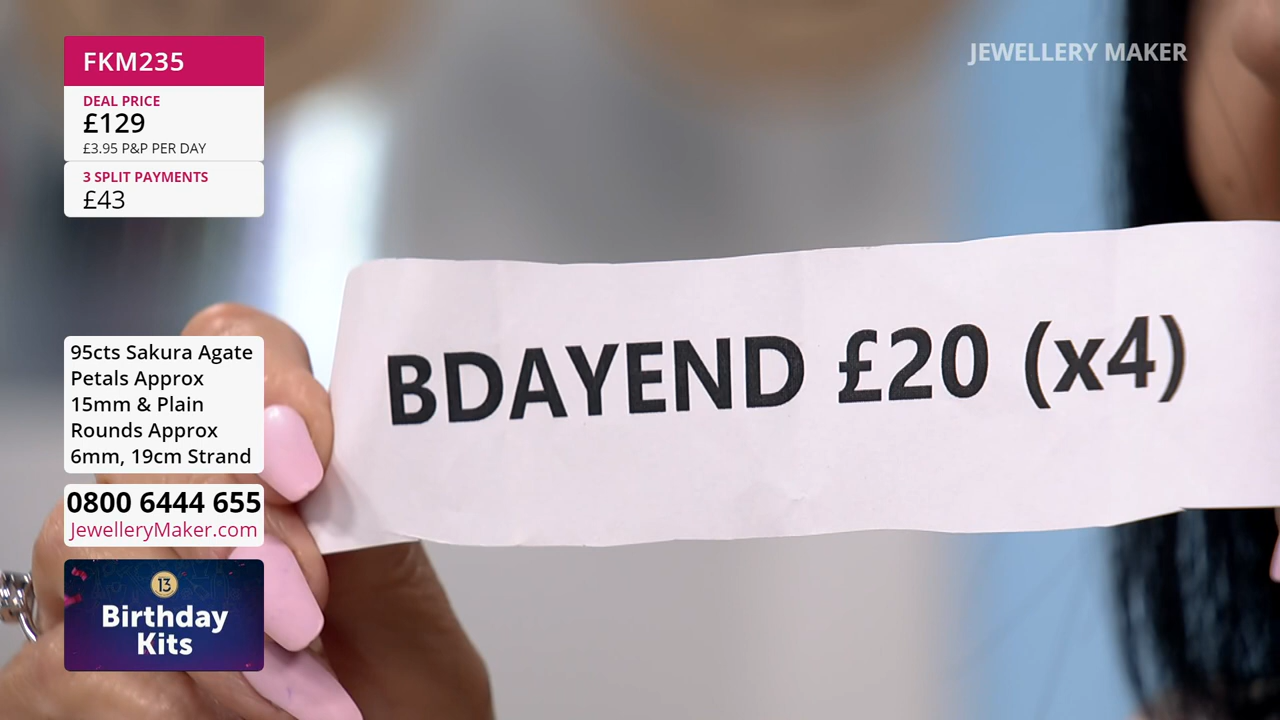 FKM235
DEAL PRICE
£129
£3.95 P&P PER DAY
3 SPLIT PAYMENTS
£43
JEWELLERY MAKER
BDAYEND £20 (x4)
95cts Sakura Agate
Petals Approx
15mm & Plain
Rounds Approx
6mm, 19cm Strand
0800 6444 655
JewelleryMaker.com
13
Birthday
Kits